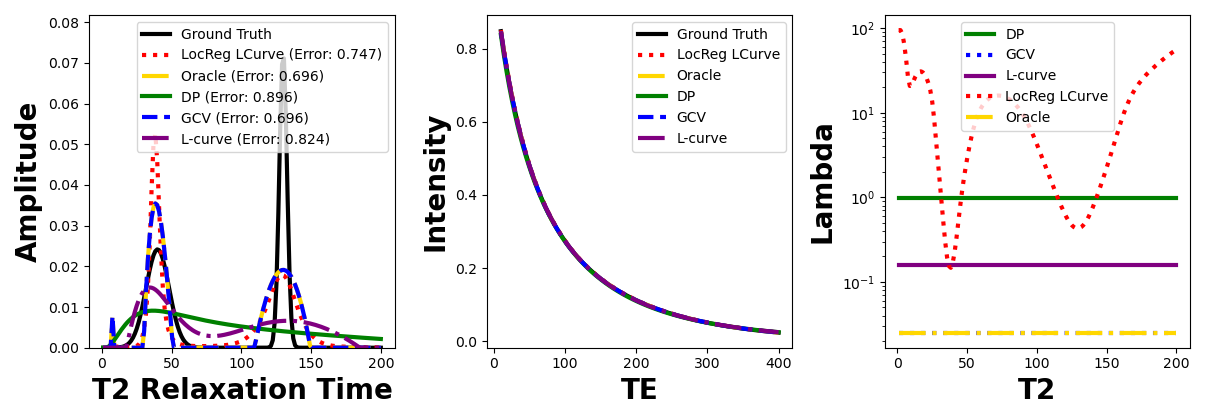 0.08
0.07
0.06
0.05
0.04
0.03
0.02
0.01
0.00
Amplitude
Ground Truth
LocReg LCurve (Error: 0.747)
Oracle (Error: 0.696)
DP (Error: 0.896)
GCV (Error: 0.696)
L-curve (Error: 0.824)
0 50 100 150 200
T2 Relaxation Time
0.8
0.6
0.4
0.2
0.0
Intensity
Ground Truth
LocReg LCurve
Oracle
DP
GCV
L-curve
0 100 200 300 400
TE
10²
10¹
10⁰
10⁻¹
Lambda
DP
GCV
L-curve
LocReg LCurve
Oracle
0 50 100 150 200
T2